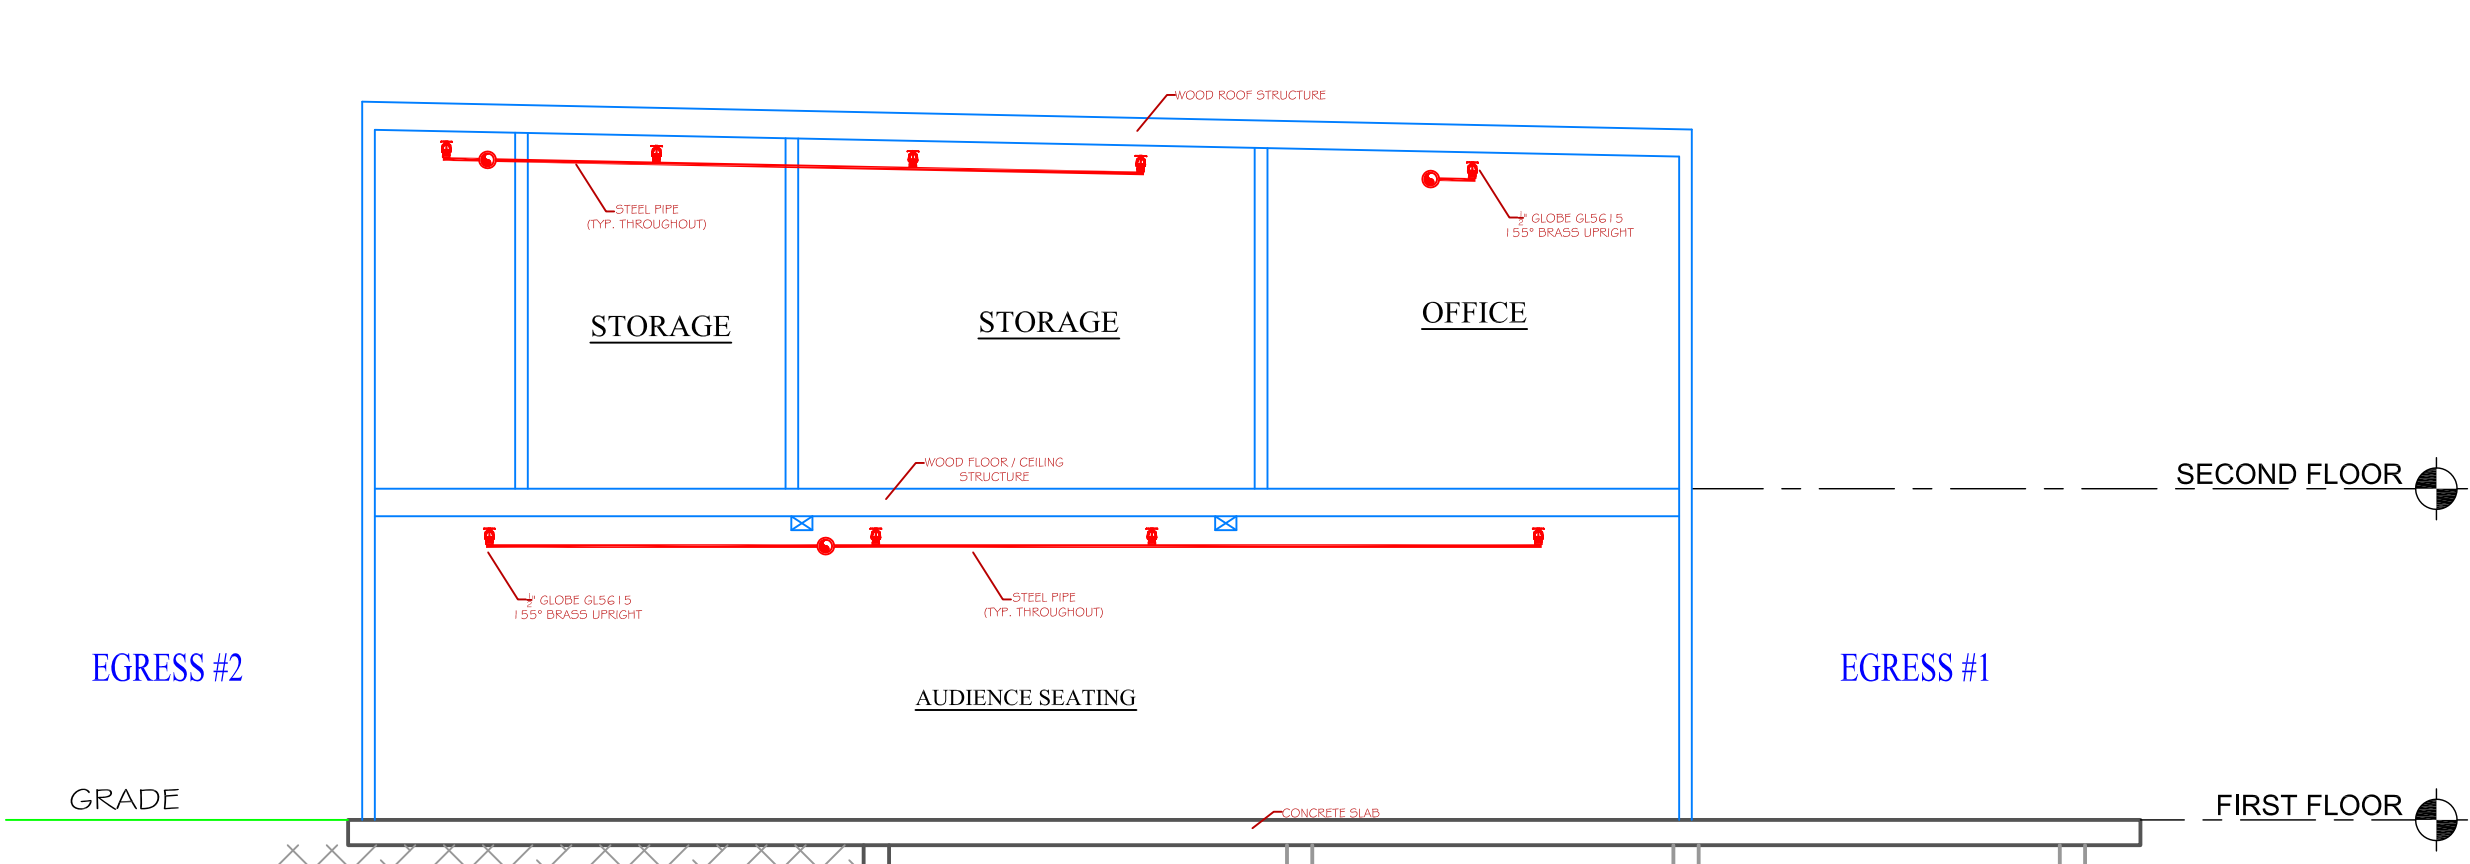 WOOD ROOF STRUCTURE
STEEL PIPE
(TYP. THROUGHOUT)
½" GLOBE GL5615
155° BRASS UPRIGHT
STORAGE
STORAGE
OFFICE
WOOD FLOOR / CEILING
STRUCTURE
SECOND FLOOR
½" GLOBE GL5615
155° BRASS UPRIGHT
STEEL PIPE
(TYP. THROUGHOUT)
EGRESS #2
AUDIENCE SEATING
EGRESS #1
GRADE
CONCRETE SLAB
FIRST FLOOR